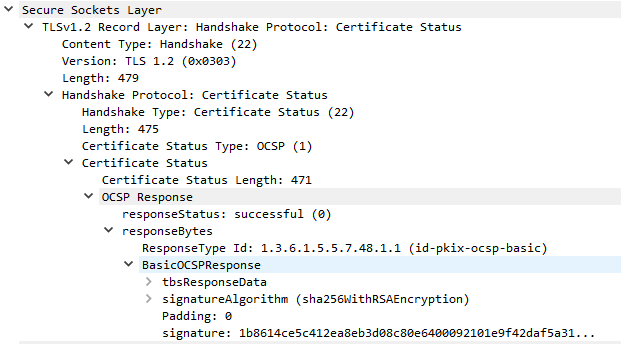 Secure Sockets Layer
TLSv1.2 Record Layer: Handshake Protocol: Certificate Status
Content Type: Handshake (22)
Version: TLS 1.2 (0x0303)
Length: 479
Handshake Protocol: Certificate Status
Handshake Type: Certificate Status (22)
Length: 475
Certificate Status Type: OCSP (1)
Certificate Status
Certificate Status Length: 471
OCSP Response
responseStatus: successful (0)
responseBytes
ResponseType Id: 1.3.6.1.5.5.7.48.1.1 (id-pkix-ocsp-basic)
BasicOCSPResponse
tbsResponseData
signatureAlgorithm (sha256WithRSAEncryption)
Padding: 0
signature: 1b8614ce5c412ea8eb3d08c80e6400092101e9f42daf5a31...